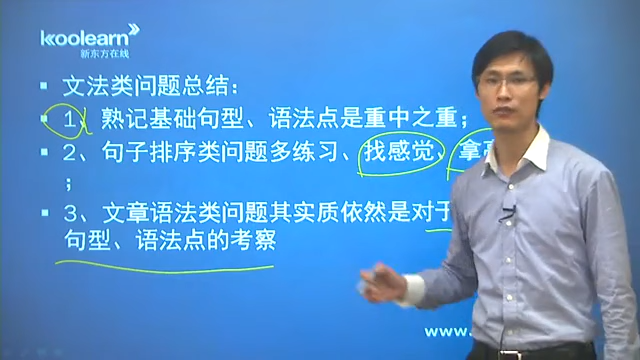 koolearn
新东方在线
文法类问题总结：
1、熟记基础句型、语法点是重中之重；
2、句子排序类问题多练习、找感觉、拿
；
3、文章语法类问题其实质依然是对于
句型、语法点的考察
www.